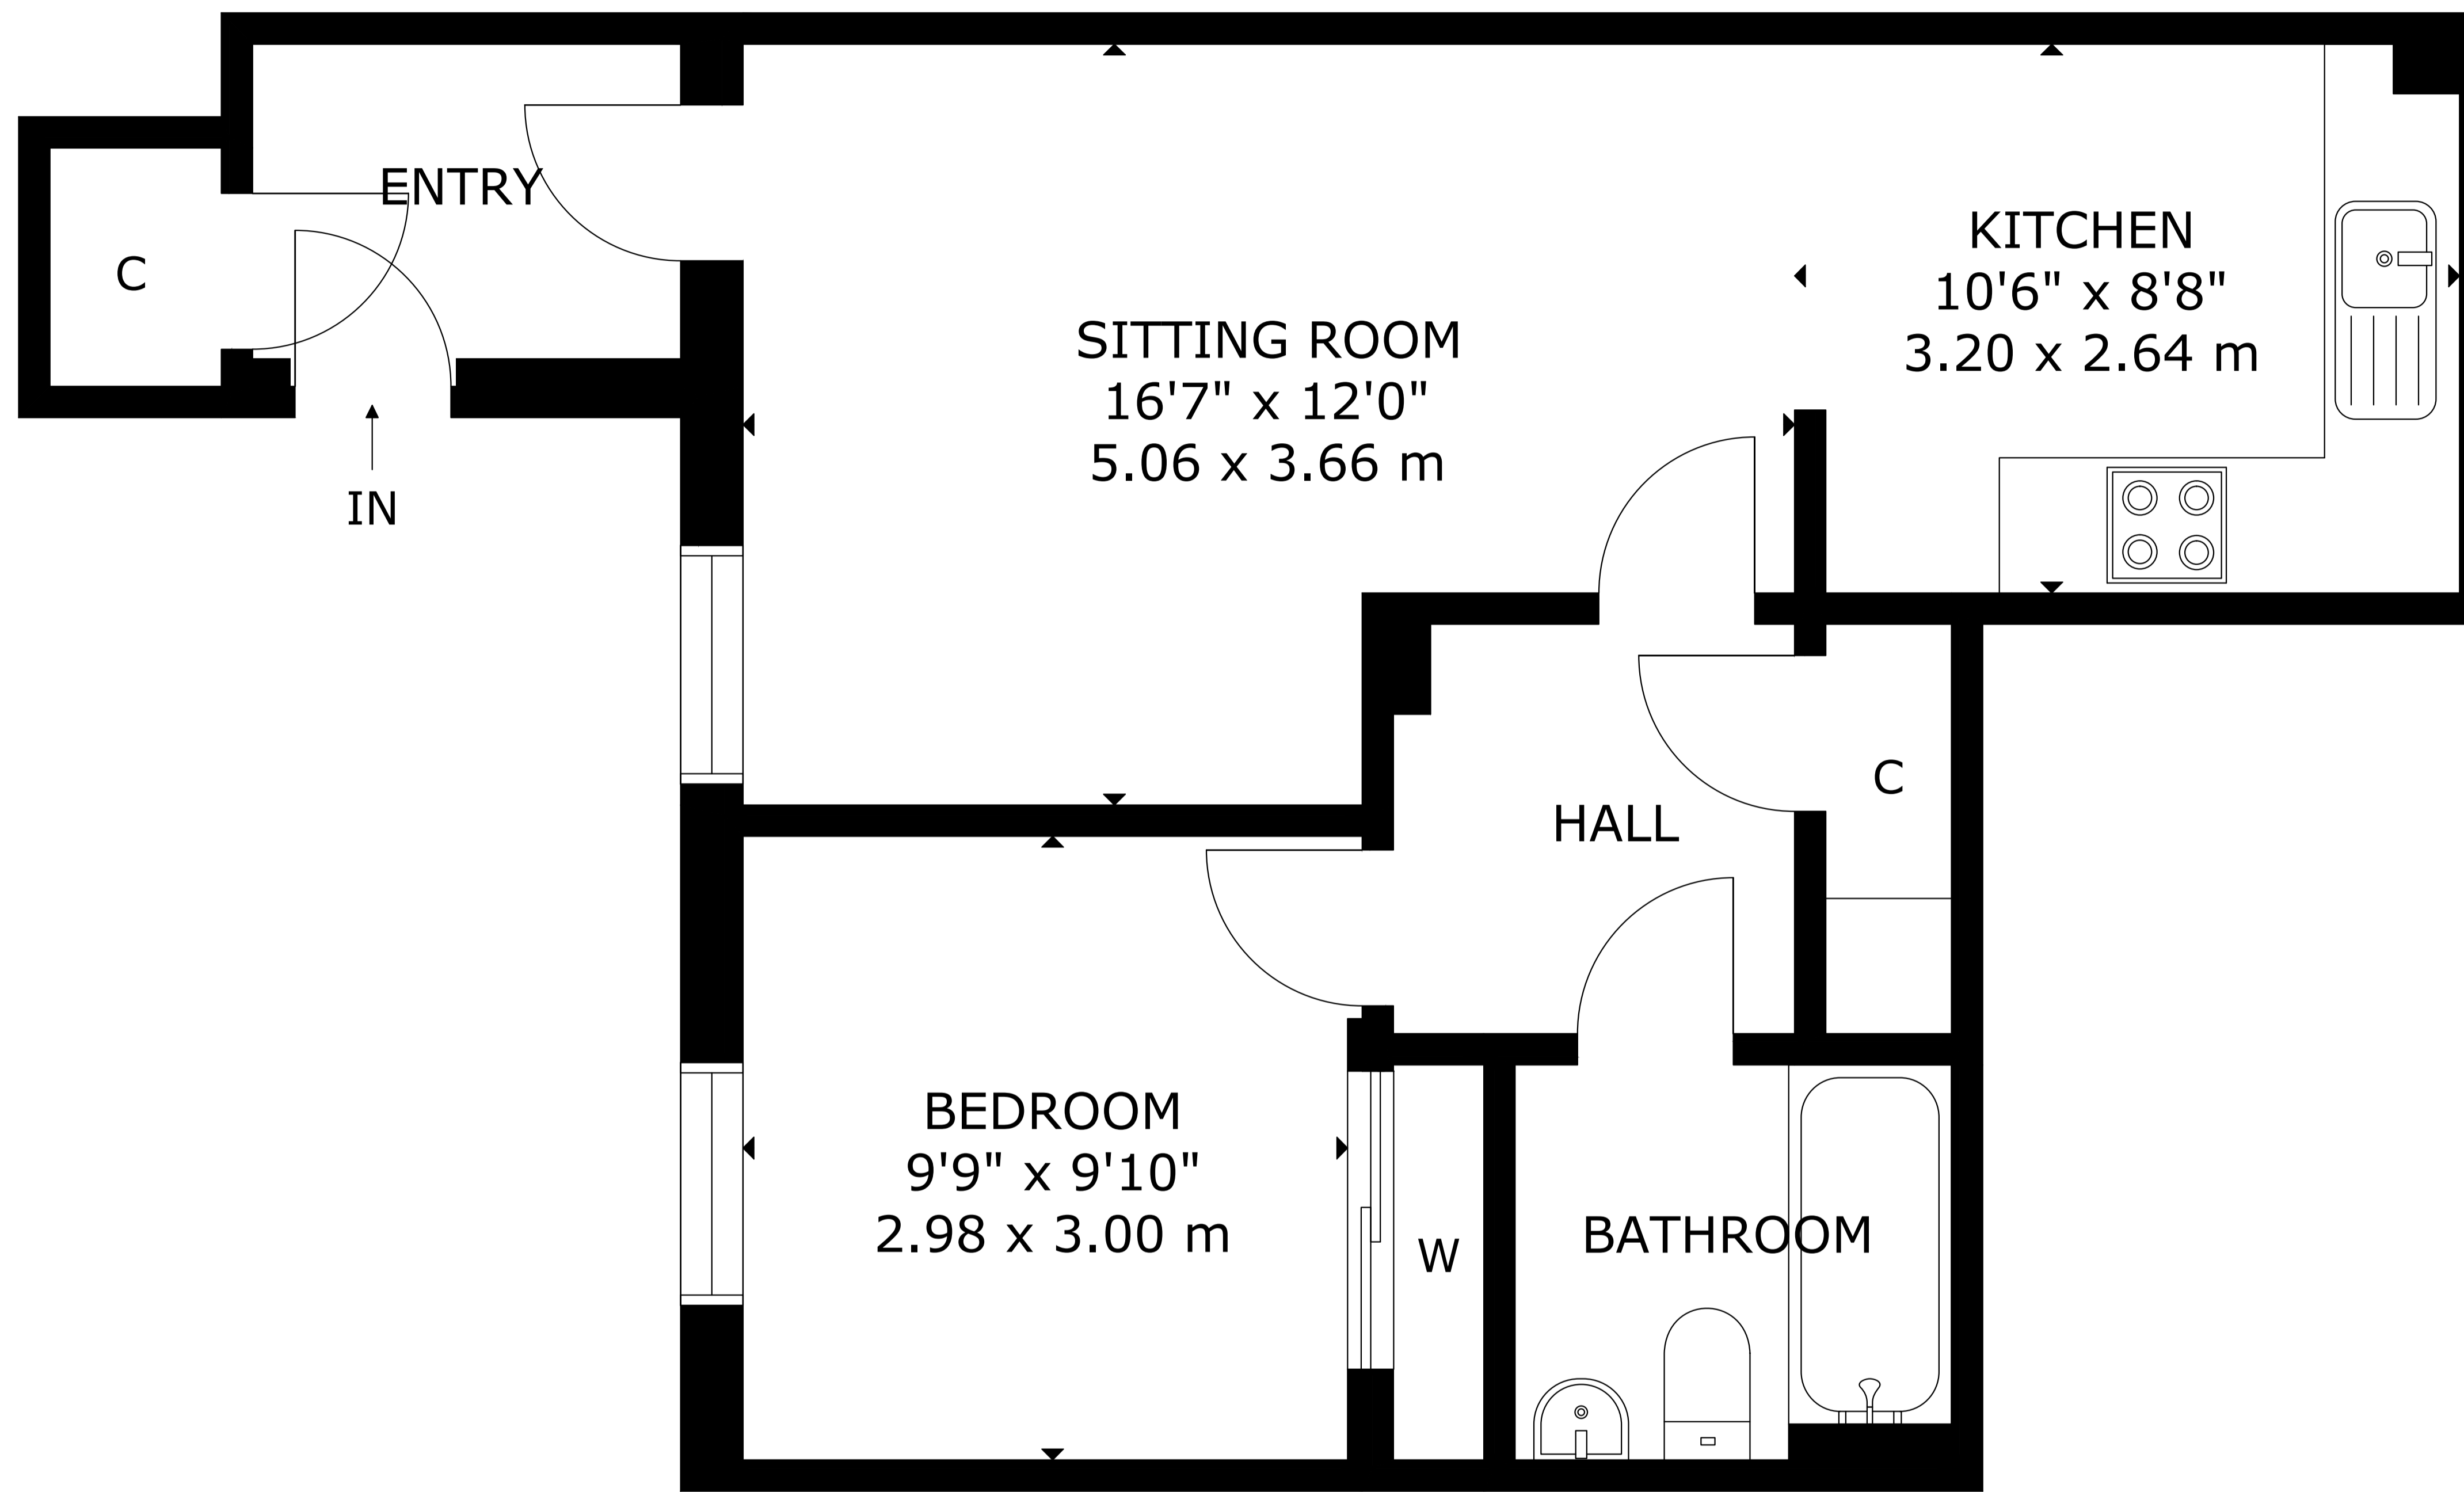 ENTRY
C
IN
SITTING ROOM
16'7" x 12'0"
5.06 x 3.66 m
KITCHEN
10'6" x 8'8"
3.20 x 2.64 m
HALL
C
BEDROOM
9'9" x 9'10"
2.98 x 3.00 m
W
BATHROOM